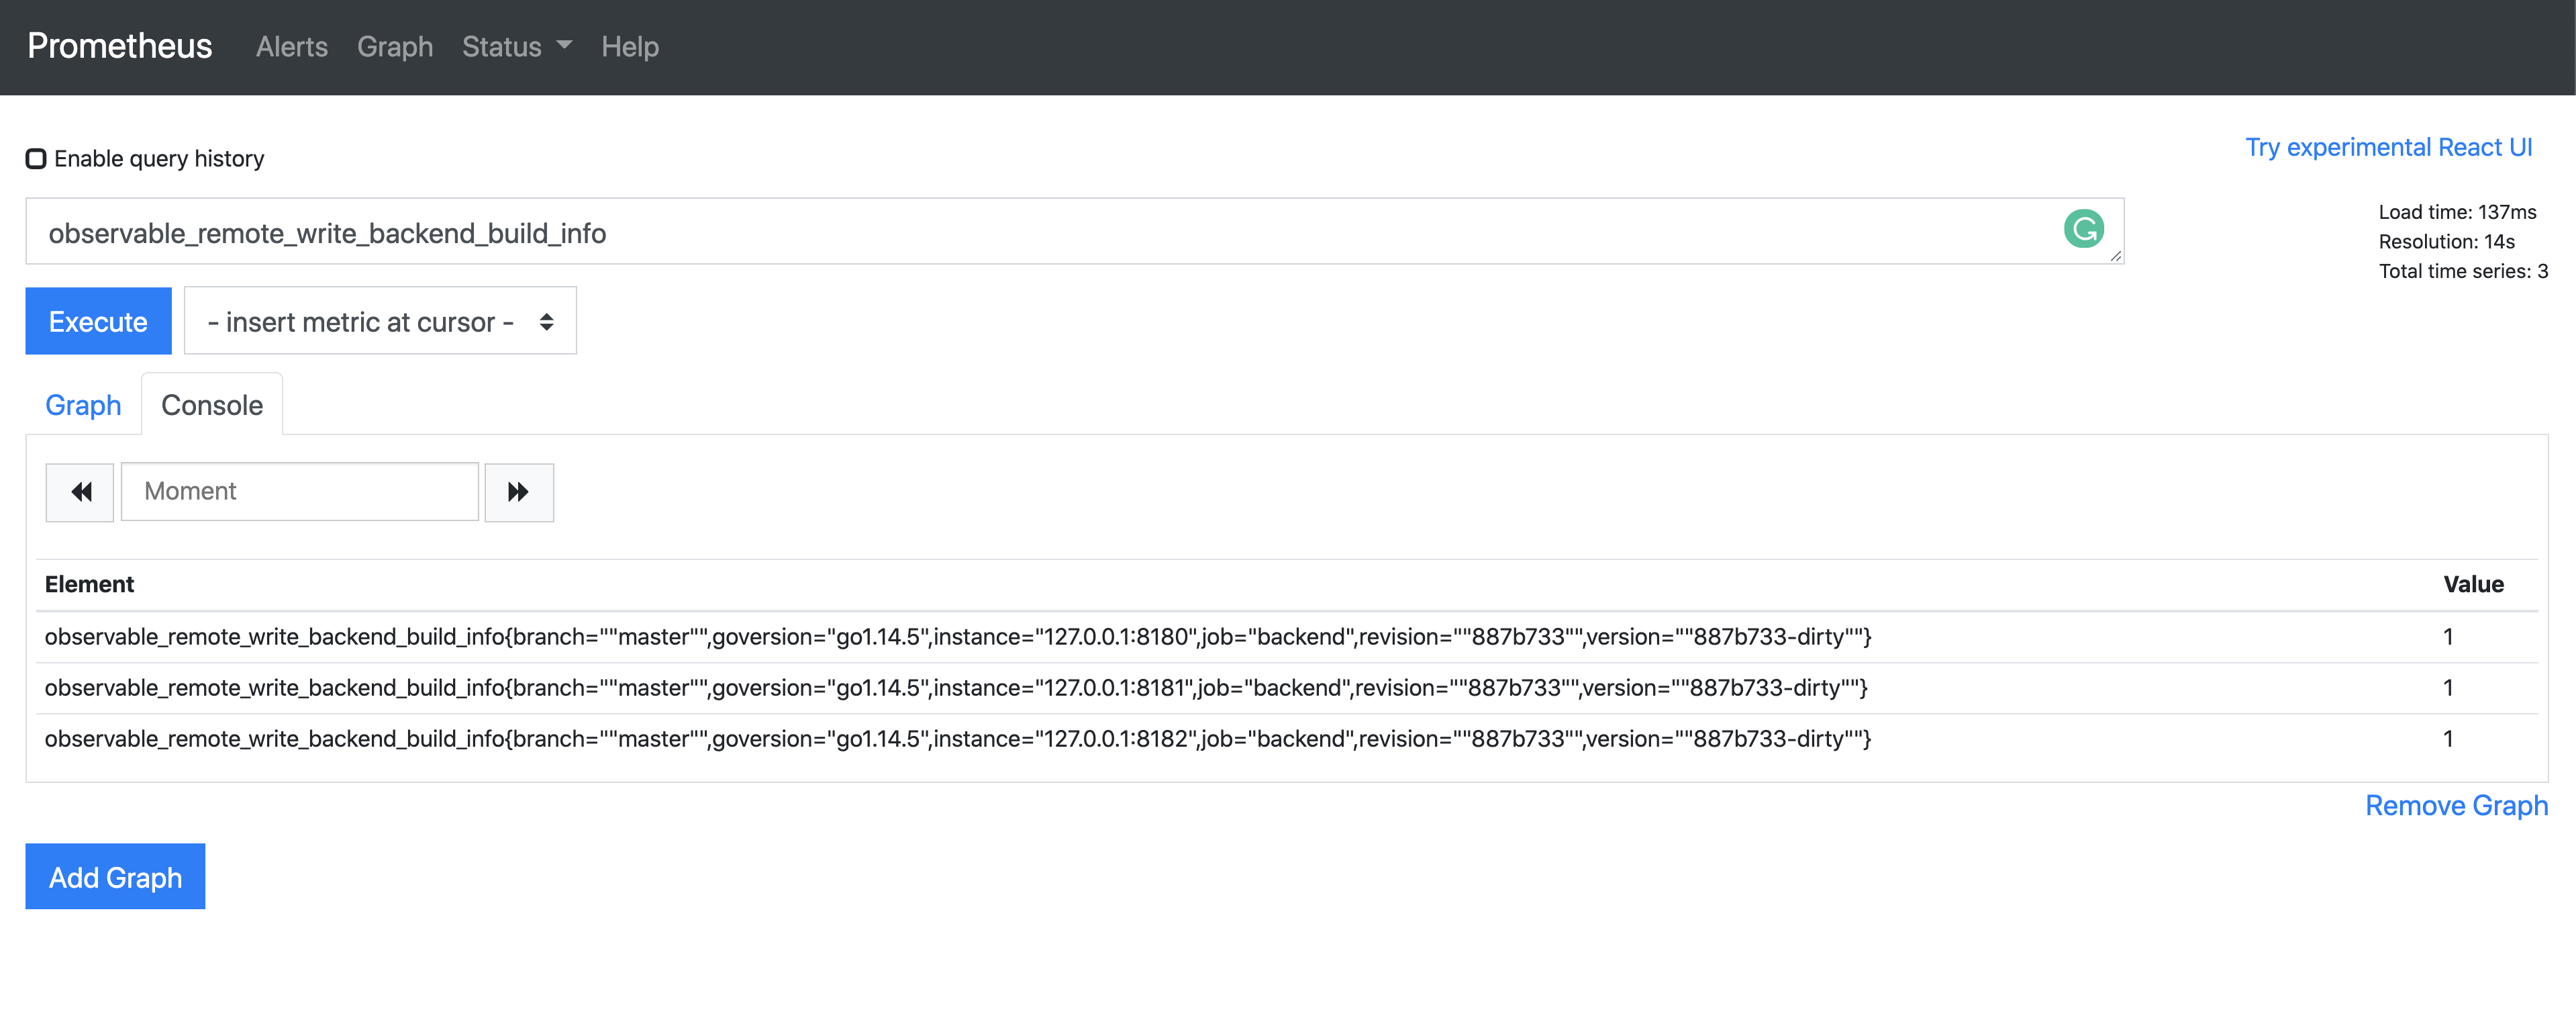 Prometheus Alerts Graph Status Help
Enable query history
Try experimental React UI
observable_remote_write_backend_build_info
Load time: 137ms
Resolution: 14s
Total time series: 3
Execute
- insert metric at cursor -
Graph Console
Moment
Element Value
observable_remote_write_backend_build_info{branch=""master"",goversion="go1.14.5",instance="127.0.0.1:8180",job="backend",revision=""887b733"",version=""887b733-dirty""} 1
observable_remote_write_backend_build_info{branch=""master"",goversion="go1.14.5",instance="127.0.0.1:8181",job="backend",revision=""887b733"",version=""887b733-dirty""} 1
observable_remote_write_backend_build_info{branch=""master"",goversion="go1.14.5",instance="127.0.0.1:8182",job="backend",revision=""887b733"",version=""887b733-dirty""} 1
Remove Graph
Add Graph